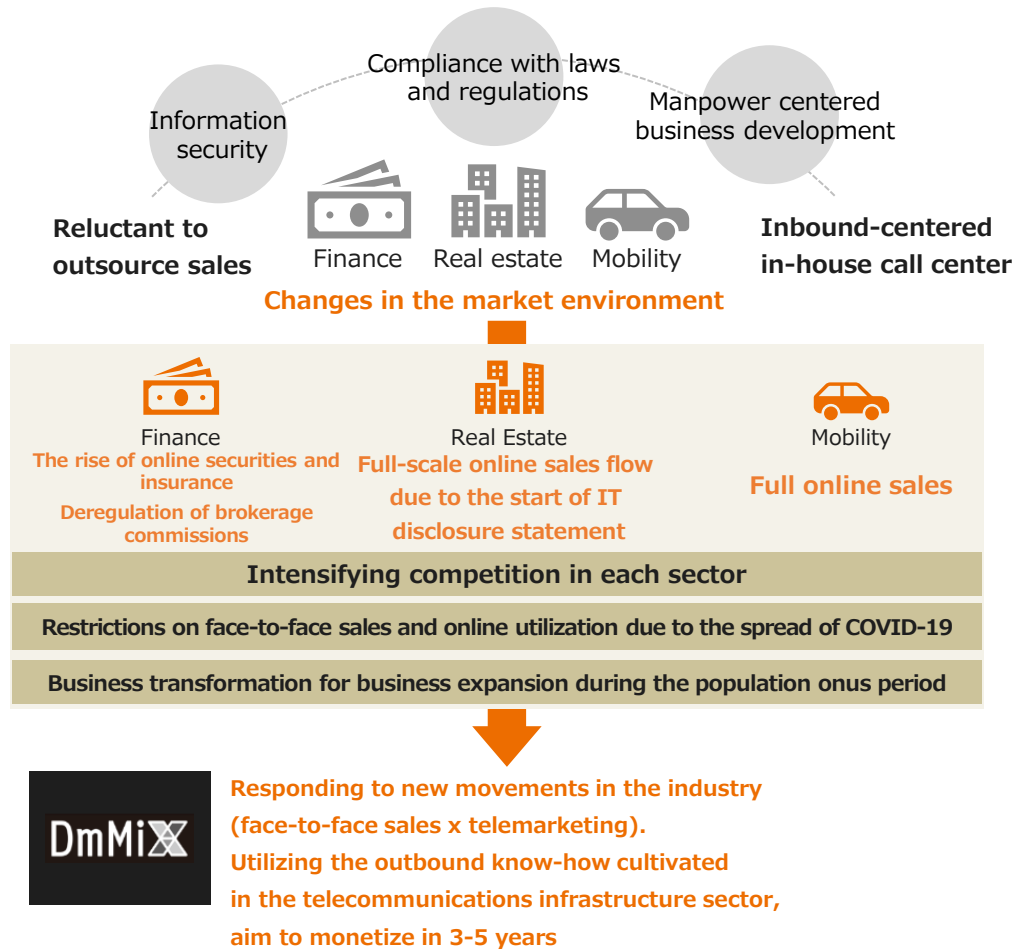 Compliance with laws
and regulations
Information
security
Manpower centered
business development
Reluctant to
outsource sales
Finance
Real estate
Mobility
Inbound-centered
in-house call center
Changes in the market environment
Finance
The rise of online securities and
insurance
Deregulation of brokerage
commissions
Real Estate
Full-scale online sales flow
due to the start of IT
disclosure statement
Mobility
Full online sales
Intensifying competition in each sector
Restrictions on face-to-face sales and online utilization due to the spread of COVID-19
Business transformation for business expansion during the population onus period
DmMiX
Responding to new movements in the industry
(face-to-face sales x telemarketing).
Utilizing the outbound know-how cultivated
in the telecommunications infrastructure sector,
aim to monetize in 3-5 years